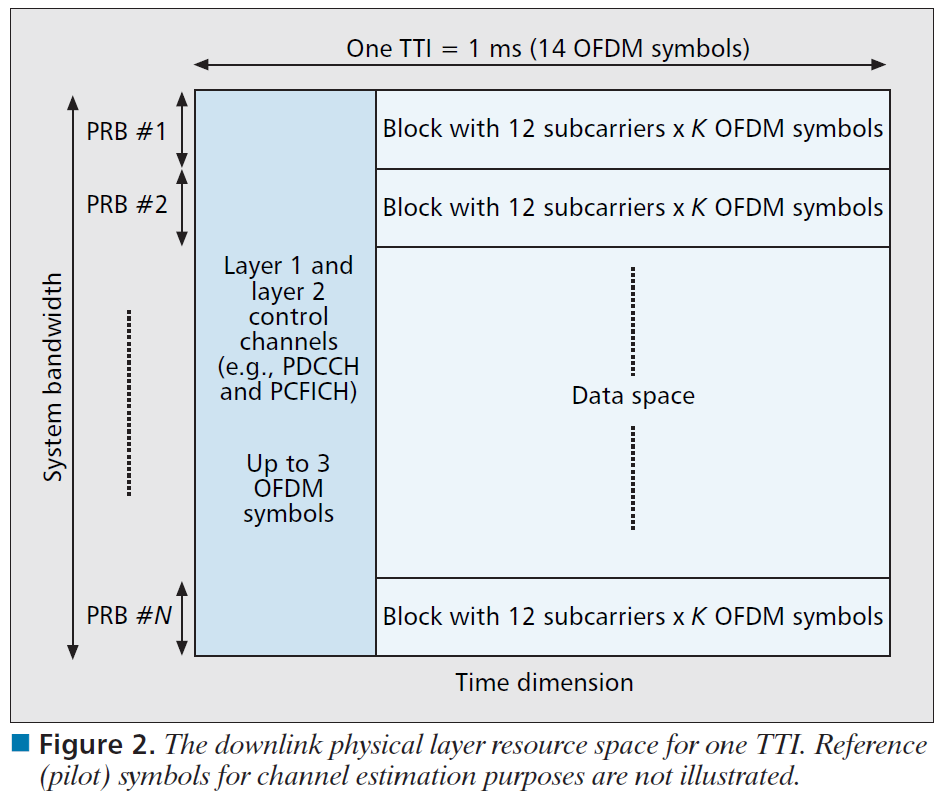 One TTI = 1 ms (14 OFDM symbols)
PRB #1
Block with 12 subcarriers x K OFDM symbols
PRB #2
Block with 12 subcarriers x K OFDM symbols
System bandwidth
Layer 1 and
layer 2
control
channels
(e.g., PDCCH
and PCFICH)
Up to 3
OFDM
symbols
Data space
PRB #N
Block with 12 subcarriers x K OFDM symbols
Time dimension
Figure 2. The downlink physical layer resource space for one TTI. Reference
(pilot) symbols for channel estimation purposes are not illustrated.